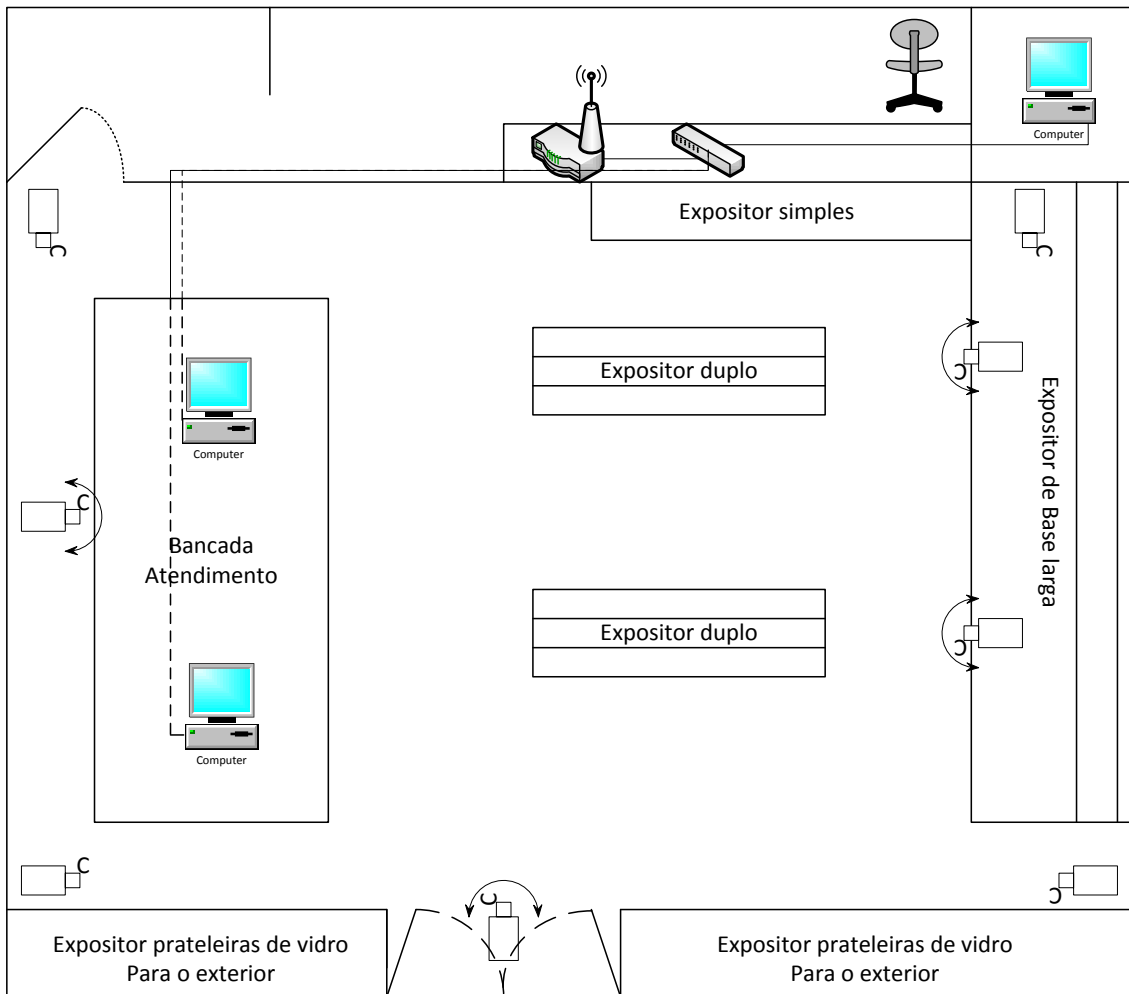 Computer
Expositor simples
C
C
Expositor duplo
C
Computer
C
Expositor de Base larga
Bancada
Atendimento
Expositor duplo
C
Computer
C
C
C
Expositor prateleiras de vidro
Para o exterior
Expositor prateleiras de vidro
Para o exterior